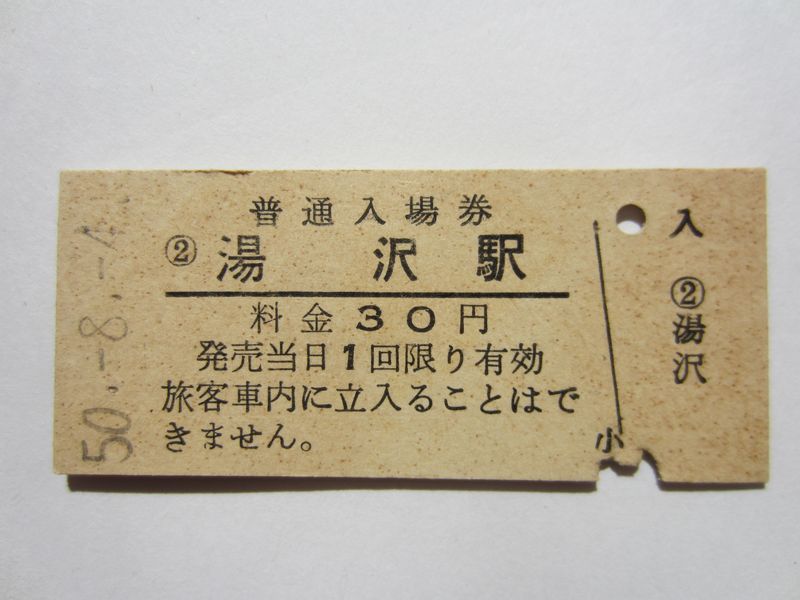 普通入場券
②湯沢駅
料金30円
発売当日1回限り有効
旅客車内に立入ることはで
きません。
小
入
②湯沢
50.-8.-4